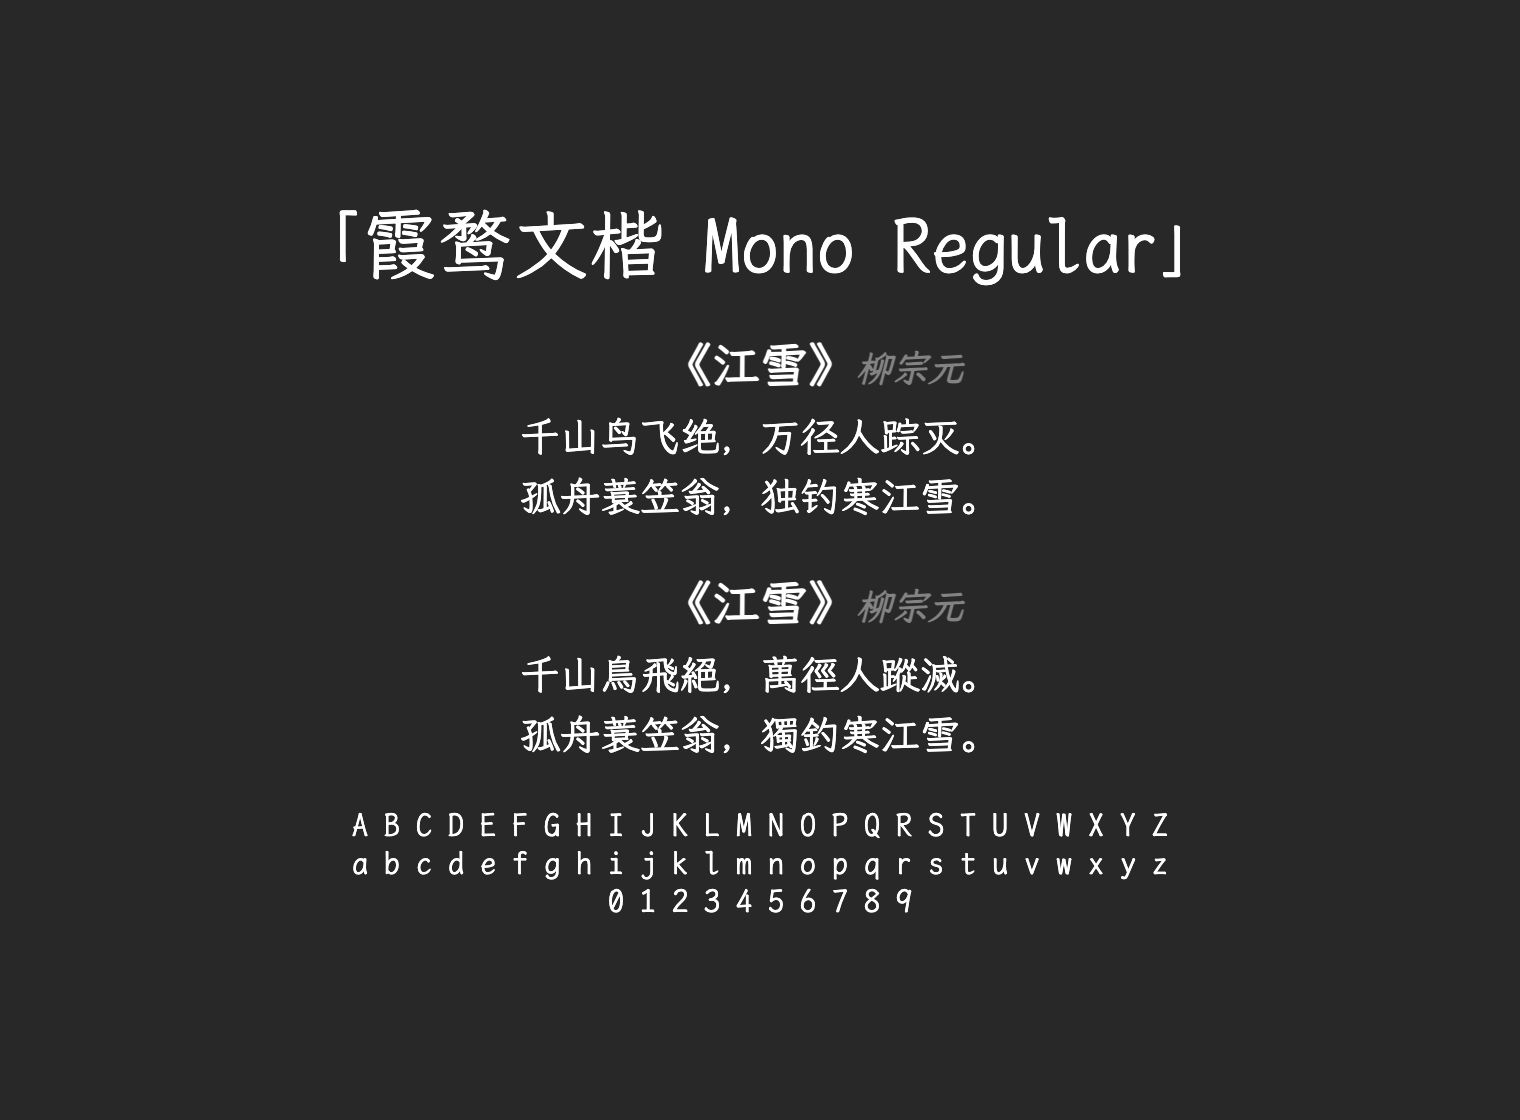 「霞鹜文楷 Mono Regular」
《江雪》柳宗元
千山鸟飞绝，万径人踪灭。
孤舟蓑笠翁，独钓寒江雪。
《江雪》柳宗元
千山鳥飛絕，萬徑人蹤滅。
孤舟蓑笠翁，獨釣寒江雪。
A B C D E F G H I J K L M N O P Q R S T U V W X Y Z
a b c d e f g h i j k l m n o p q r s t u v w x y z
0 1 2 3 4 5 6 7 8 9